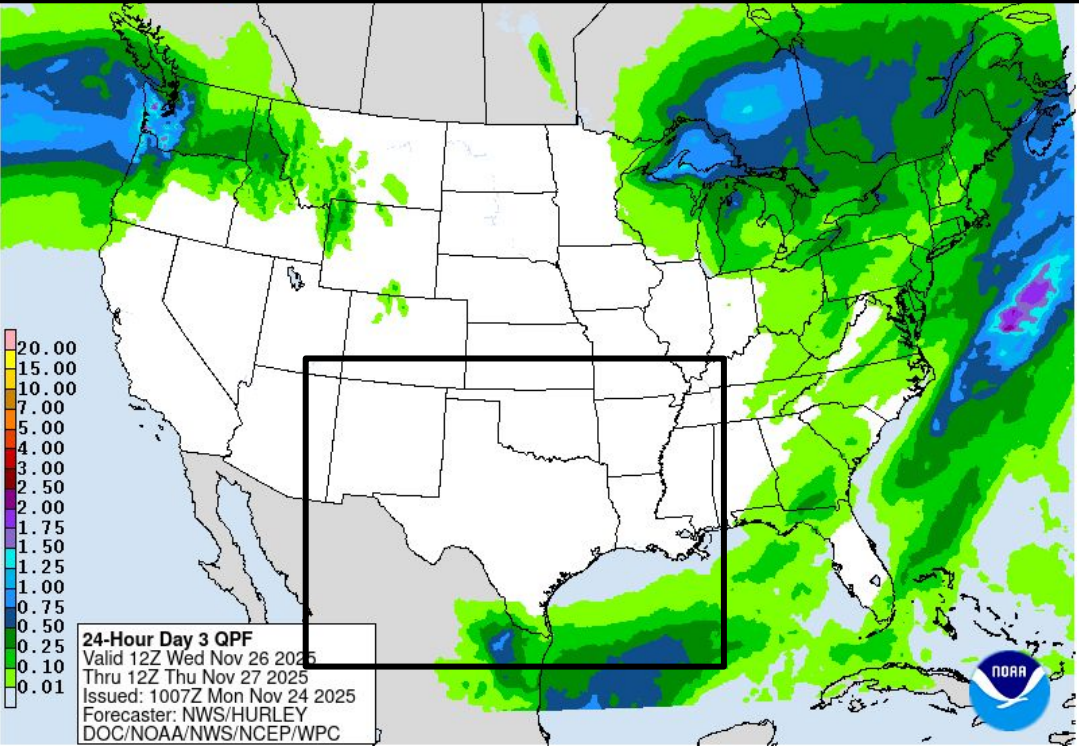 20.00
15.00
10.00
7.00
5.00
4.00
3.00
2.50
2.00
1.75
1.50
1.25
1.00
0.75
0.50
0.25
0.10
0.01
24-Hour Day 3 QPF
Valid 12Z Wed Nov 26 2025
Thru 12Z Thu Nov 27 2025
Issued: 1007Z Mon Nov 24 2025
Forecaster: NWS/HURLEY
DOC/NOAA/NWS/NCEP/WPC
NOAA